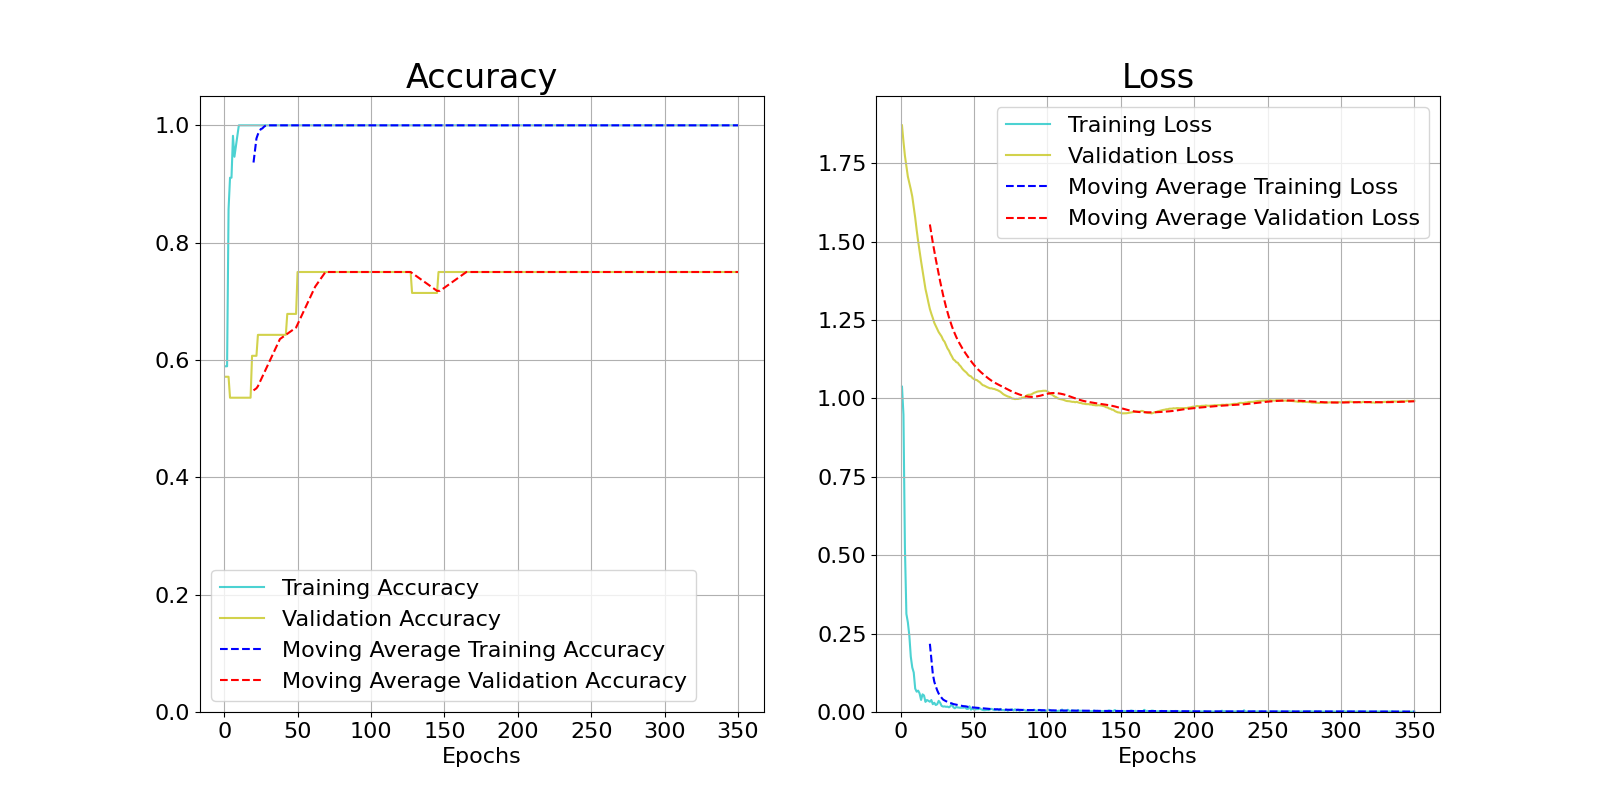 Accuracy
1.0
0.8
0.6
0.4
0.2
0.0
Training Accuracy
Validation Accuracy
Moving Average Training Accuracy
Moving Average Validation Accuracy
0 50 100 150 200 250 300 350
Epochs
Loss
1.75
1.50
1.25
1.00
0.75
0.50
0.25
0.00
Training Loss
Validation Loss
Moving Average Training Loss
Moving Average Validation Loss
0 50 100 150 200 250 300 350
Epochs